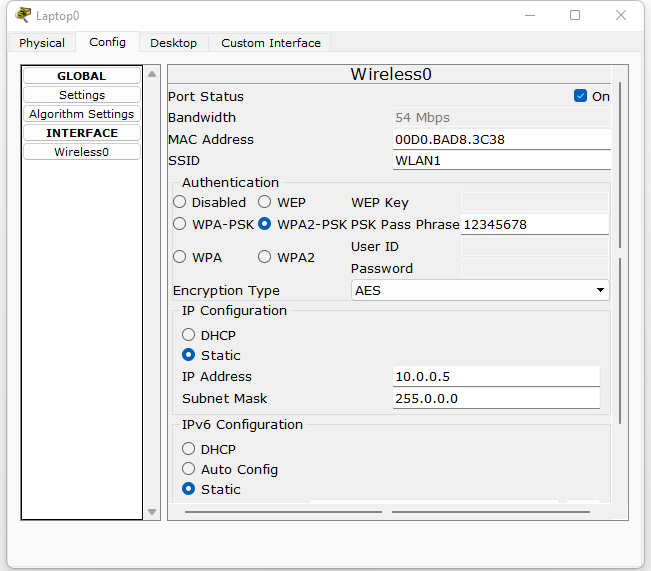 Laptop0
Physical Config Desktop Custom Interface
GLOBAL
Settings
Algorithm Settings
INTERFACE
Wireless0
Wireless0
Port Status On
Bandwidth 54 Mbps
MAC Address 00D0.BAD8.3C38
SSID WLAN1
Authentication
Disabled WEP WEP Key
WPA-PSK WPA2-PSK PSK Pass Phrase 12345678
User ID
WPA WPA2
Password
Encryption Type AES
IP Configuration
DHCP
Static
IP Address 10.0.0.5
Subnet Mask 255.0.0.0
IPv6 Configuration
DHCP
Auto Config
Static